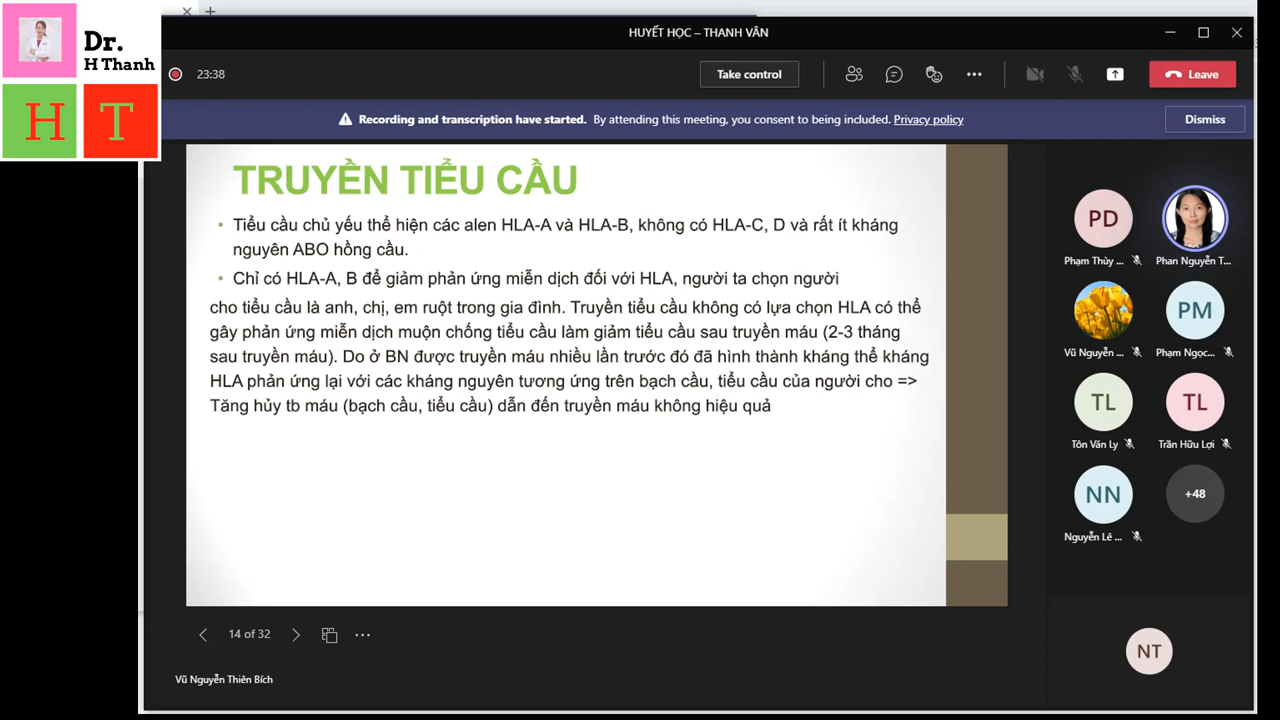 Dr.
H Thanh
H T
HUYẾT HỌC – THANH VÂN
23:38
Take control
Leave
Recording and transcription have started. By attending this meeting, you consent to being included. Privacy policy
Dismiss
TRUYỀN TIỂU CẦU
• Tiểu cầu chủ yếu thể hiện các alen HLA-A và HLA-B, không có HLA-C, D và rất ít kháng
nguyên ABO hồng cầu.
• Chỉ có HLA-A, B để giảm phản ứng miễn dịch đối với HLA, người ta chọn người
cho tiểu cầu là anh, chị, em ruột trong gia đình. Truyền tiểu cầu không có lựa chọn HLA có thể
gây phản ứng miễn dịch muộn chống tiểu cầu làm giảm tiểu cầu sau truyền máu (2-3 tháng
sau truyền máu). Do ở BN được truyền máu nhiều lần trước đó đã hình thành kháng thể kháng
HLA phản ứng lại với các kháng nguyên tương ứng trên bạch cầu, tiểu cầu của người cho =>
Tăng hủy tb máu (bạch cầu, tiểu cầu) dẫn đến truyền máu không hiệu quả
PD
Phạm Thùy ...
Phan Nguyễn T...
Vũ Nguyễn ...
PM
Phạm Ngọc...
TL
Tôn Văn Ly
TL
Trần Hữu Lợi
NN
Nguyễn Lê ...
+48
NT
14 of 32
Vũ Nguyễn Thiên Bích